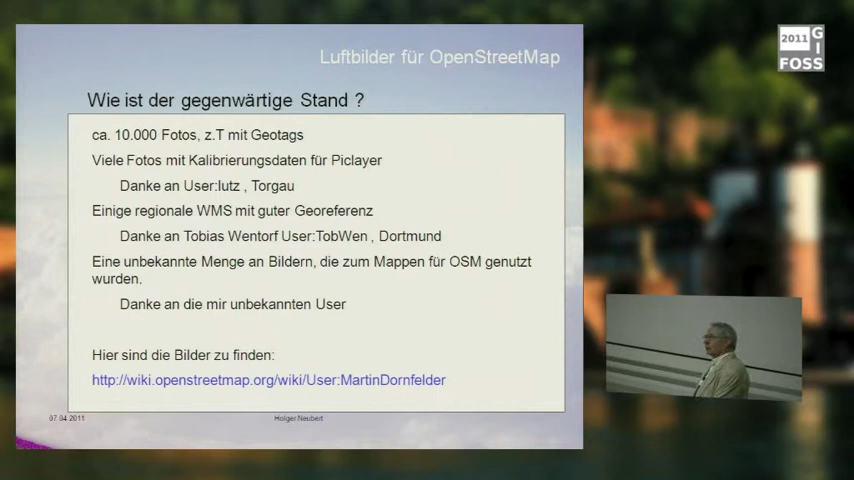 Luftbilder für OpenStreetMap
Wie ist der gegenwärtige Stand ?
ca. 10.000 Fotos, z.T mit Geotags
Viele Fotos mit Kalibrierungsdaten für Piclayer
Danke an User:lutz , Torgau
Einige regionale WMS mit guter Georeferenz
Danke an Tobias Wentorf User:TobWen , Dortmund
Eine unbekannte Menge an Bildern, die zum Mappen für OSM genutzt
wurden.
Danke an die mir unbekannten User
Hier sind die Bilder zu finden:
http://wiki.openstreetmap.org/wiki/User:MartinDornfelder
07.04.2011
Holger Neubert
2011
G
I
FOSS